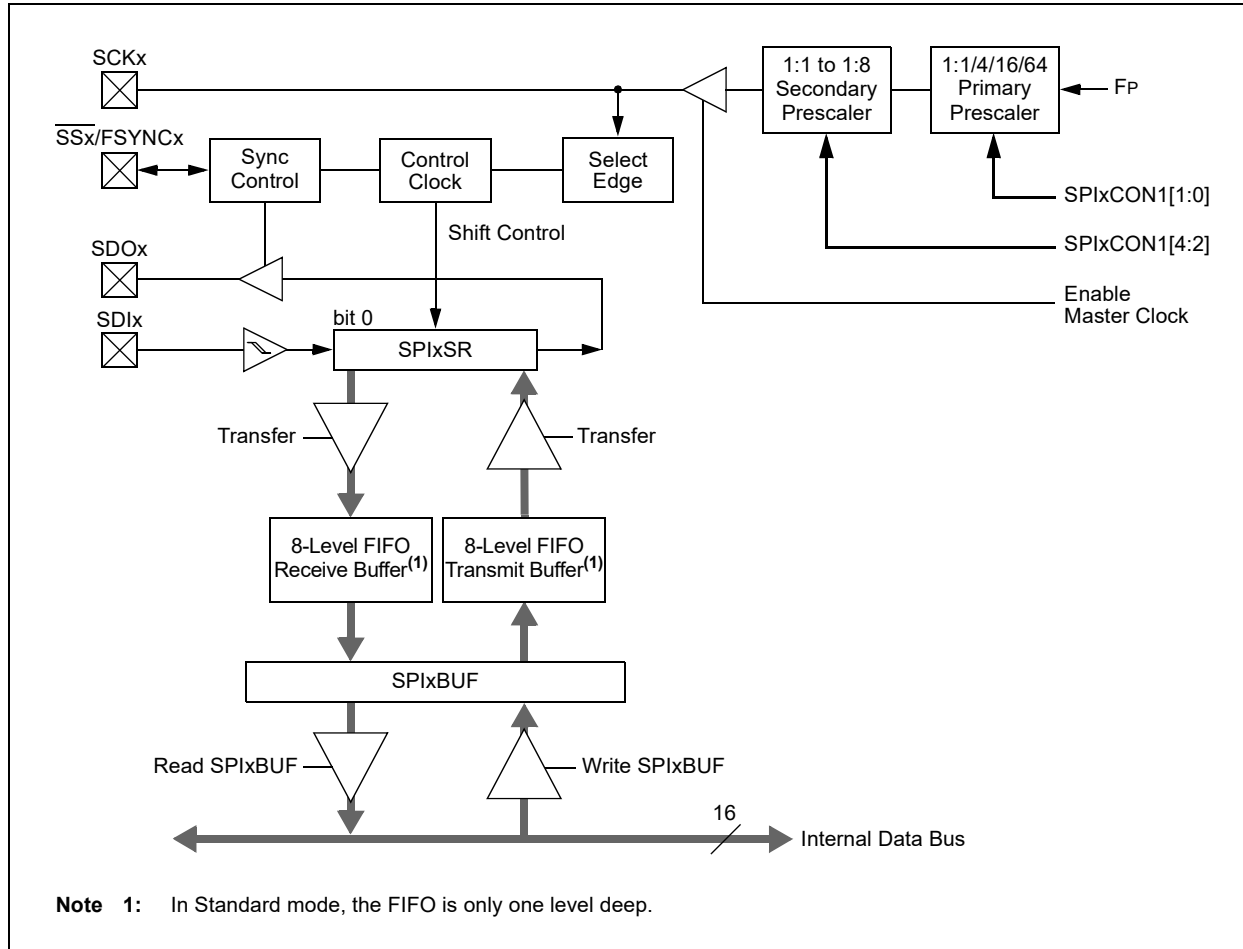 SCKx
1:1 to 1:8
Secondary
Prescaler
1:1/4/16/64
Primary
Prescaler
FP
SSx/FSYNCx
Sync
Control
Control
Clock
Select
Edge
SPIxCON1[1:0]
Shift Control
SPIxCON1[4:2]
SDOx
Enable
Master Clock
SDIx
bit 0
SPIxSR
Transfer
Transfer
8-Level FIFO
Receive Buffer(1)
8-Level FIFO
Transmit Buffer(1)
SPIxBUF
Read SPIxBUF
Write SPIxBUF
16
Internal Data Bus
Note 1: In Standard mode, the FIFO is only one level deep.